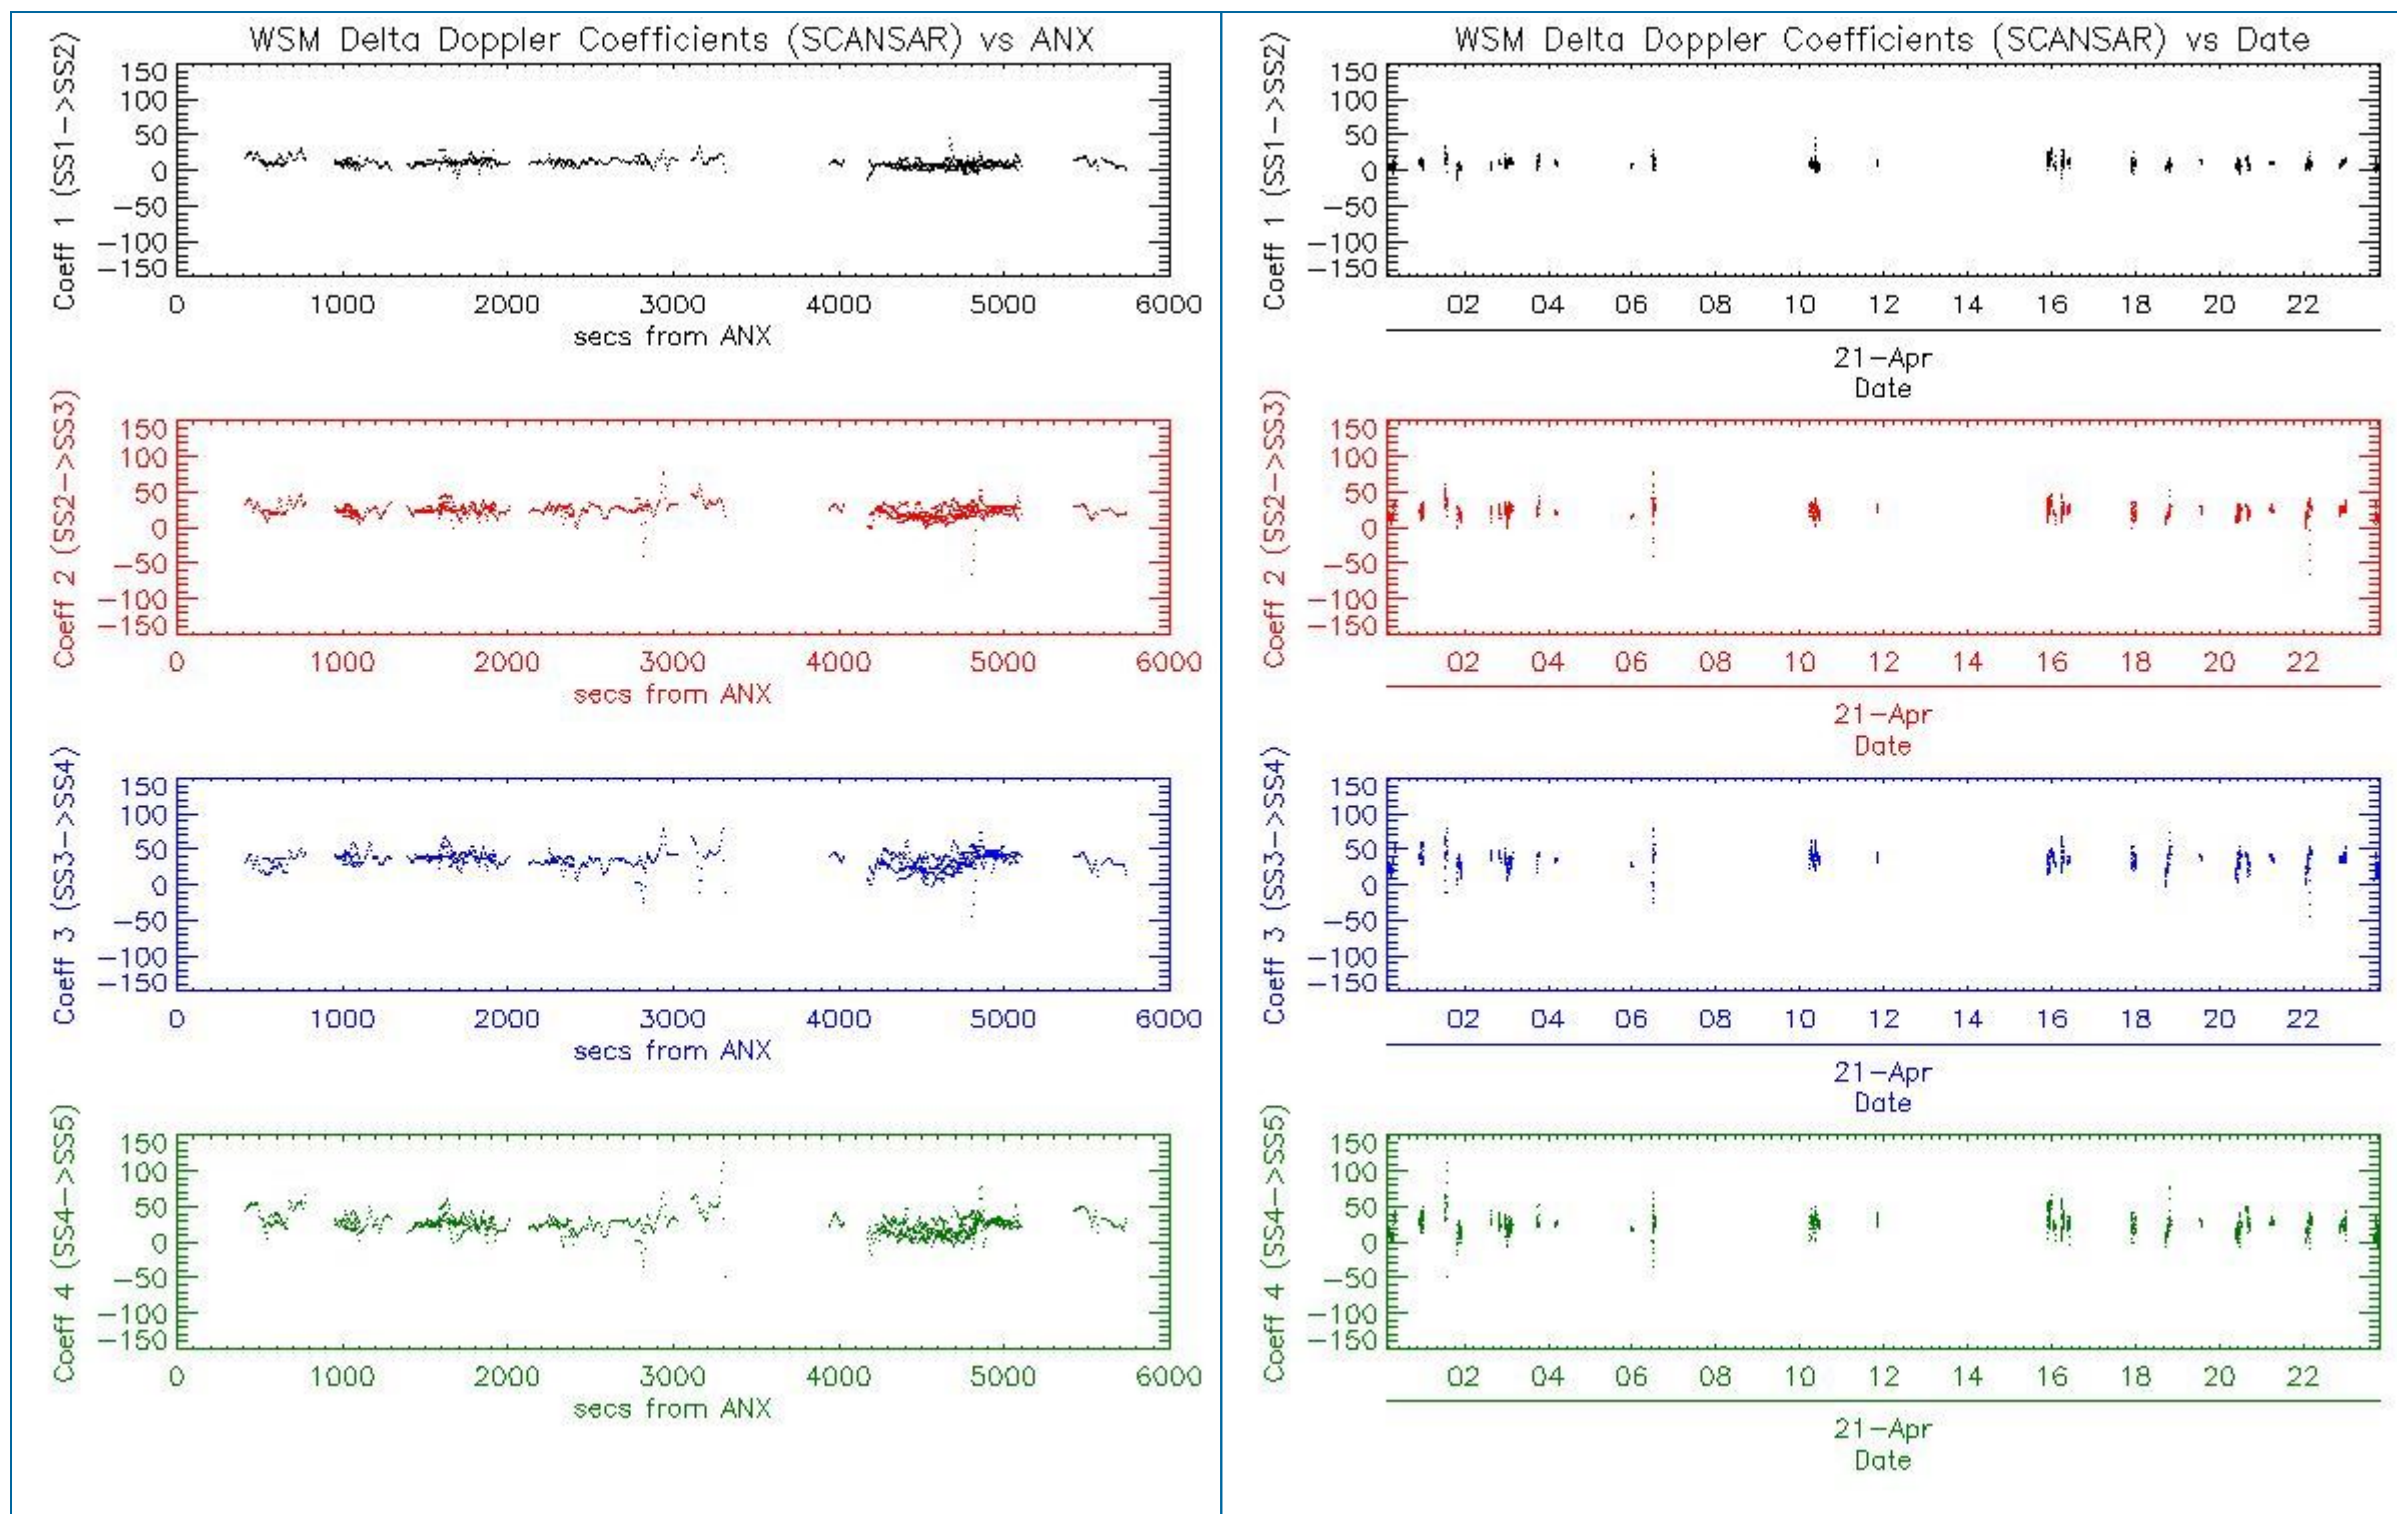 WSM Delta Doppler Coefficients (SCANSAR) vs ANX
Coeff 1 (SS1->SS2)
150
100
50
0
-50
-100
-150
0 1000 2000 3000 4000 5000 6000
secs from ANX
Coeff 2 (SS2->SS3)
150
100
50
0
-50
-100
-150
0 1000 2000 3000 4000 5000 6000
secs from ANX
Coeff 3 (SS3->SS4)
150
100
50
0
-50
-100
-150
0 1000 2000 3000 4000 5000 6000
secs from ANX
Coeff 4 (SS4->SS5)
150
100
50
0
-50
-100
-150
0 1000 2000 3000 4000 5000 6000
secs from ANX
WSM Delta Doppler Coefficients (SCANSAR) vs Date
Coeff 1 (SS1->SS2)
150
100
50
0
-50
-100
-150
02 04 06 08 10 12 14 16 18 20 22
21-Apr
Date
Coeff 2 (SS2->SS3)
150
100
50
0
-50
-100
-150
02 04 06 08 10 12 14 16 18 20 22
21-Apr
Date
Coeff 3 (SS3->SS4)
150
100
50
0
-50
-100
-150
02 04 06 08 10 12 14 16 18 20 22
21-Apr
Date
Coeff 4 (SS4->SS5)
150
100
50
0
-50
-100
-150
02 04 06 08 10 12 14 16 18 20 22
21-Apr
Date